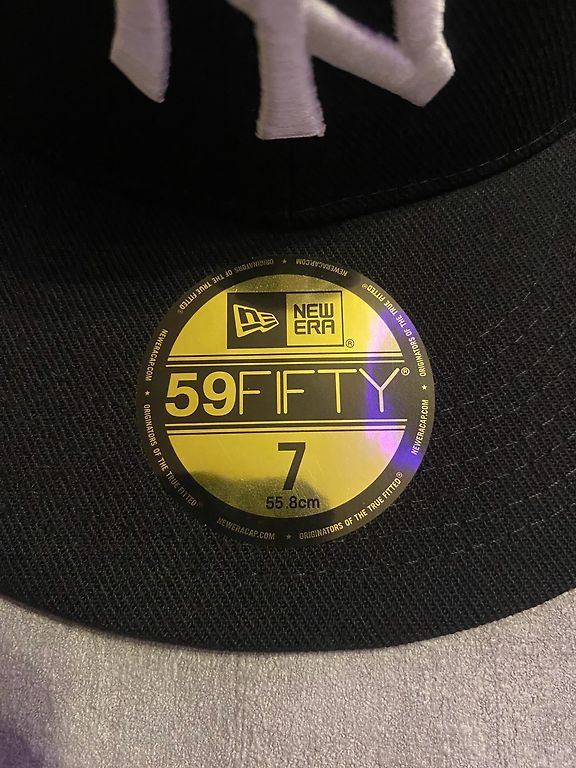 NY
NEW
ERA
®
59FIFTY®
7
55.8cm
ORIGINATORS OF THE TRUE FITTED® ★ NEWERACAP.COM
ORIGINATORS OF THE TRUE FITTED® ★ NEWERACAP.COM
ORIGINATORS OF THE TRUE FITTED® ★ NEWERACAP.COM
ORIGINATORS OF THE TRUE FITTED® ★ NEWERACAP.COM